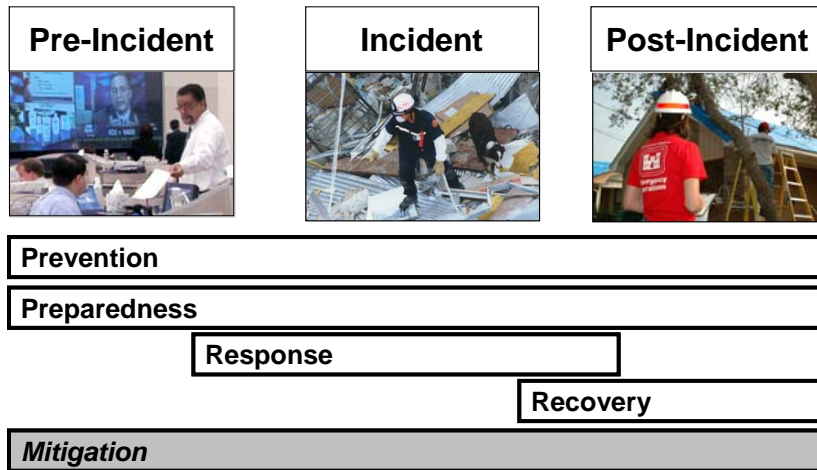 Pre-Incident
Incident
Post-Incident
Prevention
Preparedness
Response
Recovery
Mitigation